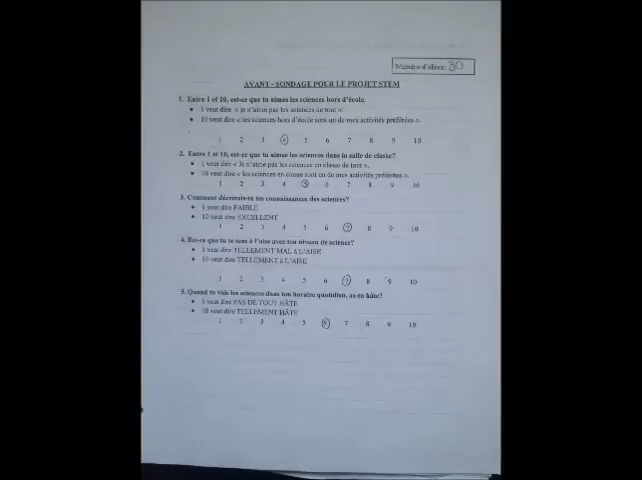 Numéro d'élève: 30
AVANT - SONDAGE POUR LE PROJET STEM
1. Entre 1 et 10, est-ce que tu aimes les sciences hors d'école.
• 1 veut dire « je n'aime pas les sciences de tout ».
• 10 veut dire « les sciences hors d'école sont un de mes activités préférées ».
1 2 3 4 5 6 7 8 9 10
2. Entre 1 et 10, est-ce que tu aimes les sciences dans la salle de classe?
• 1 veut dire « Je n'aime pas les sciences en classe de tout ».
• 10 veut dire « les sciences en classe sont un de mes activités préférées ».
1 2 3 4 5 6 7 8 9 10
3. Comment décrirais-tu tes connaissances des sciences?
• 1 veut dire FAIBLE
• 10 veut dire EXCELLENT
1 2 3 4 5 6 7 8 9 10
4. Est-ce que tu te sens à l'aise avec ton niveau de science?
• 1 veut dire TELLEMENT MAL à L'AISE
• 10 veut dire TELLEMENT à L'AISE
1 2 3 4 5 6 7 8 9 10
5. Quand tu vois les sciences dans ton horaire quotidien, as-tu hâte?
• 1 veut dire PAS DE TOUT HÂTE
• 10 veut dire TELLEMENT HÂTE
1 2 3 4 5 6 7 8 9 10